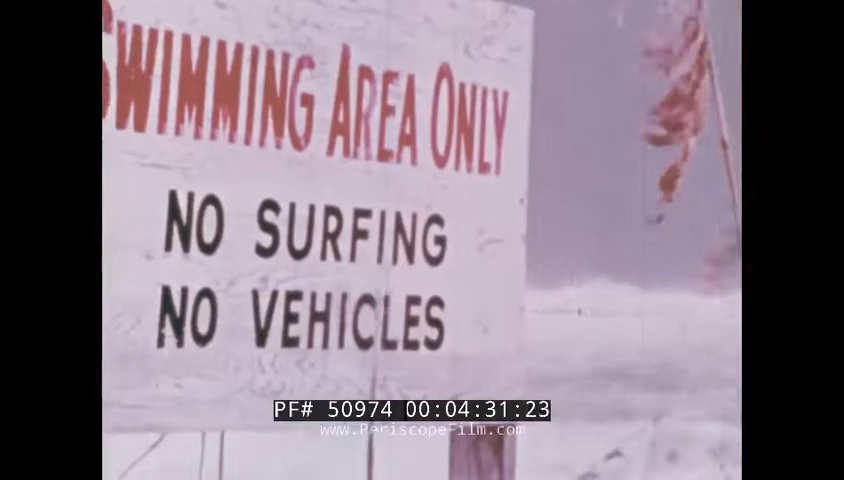 SWIMMING AREA ONLY
NO SURFING
NO VEHICLES
PF# 50974 00:04:31:23
www.PeriscopeFilm.com